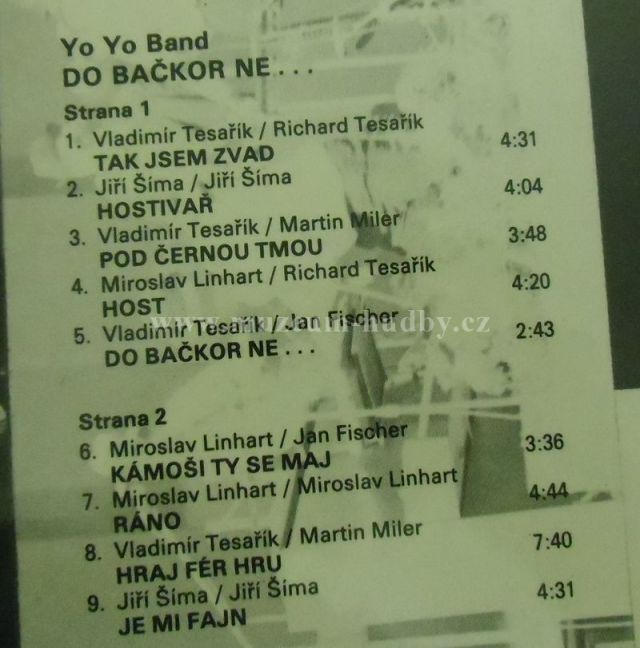 Yo Yo Band
DO BAČKOR NE...
Strana 1
1. Vladimír Tesařík / Richard Tesařík
TAK JSEM ZVAD 4:31
2. Jiří Šíma / Jiří Šíma
HOSTIVAŘ 4:04
3. Vladimír Tesařík / Martin Miler
POD ČERNOU TMOU 3:48
4. Miroslav Linhart / Richard Tesařík
HOST 4:20
5. Vladimír Tesařík / Jan Fischer
DO BAČKOR NE... 2:43
www.muzeum-hudby.cz
Strana 2
6. Miroslav Linhart / Jan Fischer
KÁMOŠI TY SE MAJ 3:36
7. Miroslav Linhart / Miroslav Linhart
RÁNO 4:44
8. Vladimír Tesařík / Martin Miler
HRAJ FÉR HRU 7:40
9. Jiří Šíma / Jiří Šíma
JE MI FAJN 4:31